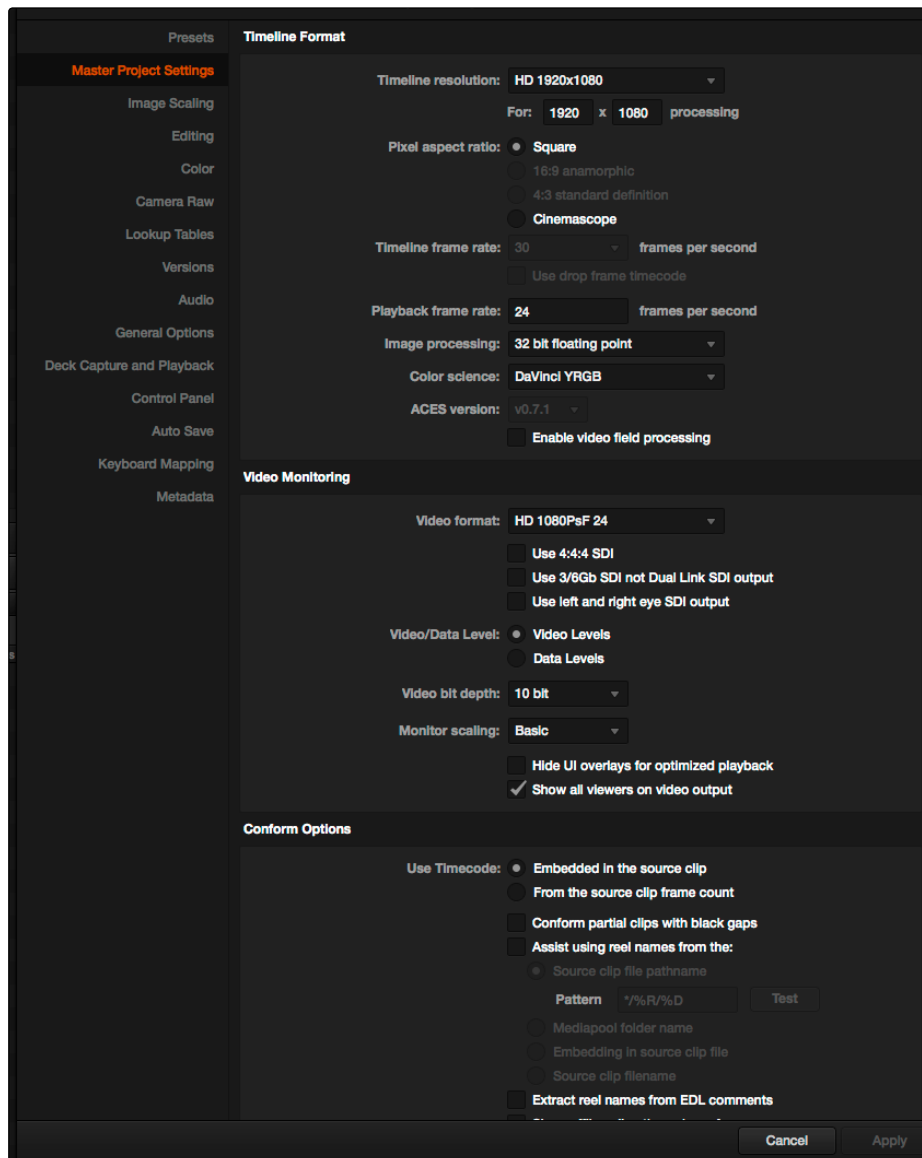 Presets
Master Project Settings
Image Scaling
Editing
Color
Camera Raw
Lookup Tables
Versions
Audio
General Options
Deck Capture and Playback
Control Panel
Auto Save
Keyboard Mapping
Metadata
Timeline Format
Timeline resolution: HD 1920x1080
For: 1920 x 1080 processing
Pixel aspect ratio: Square
16:9 anamorphic
4:3 standard definition
Cinemascope
Timeline frame rate: 30 frames per second
Use drop frame timecode
Playback frame rate: 24 frames per second
Image processing: 32 bit floating point
Color science: DaVinci YRGB
ACES version: v0.7.1
Enable video field processing
Video Monitoring
Video format: HD 1080PsF 24
Use 4:4:4 SDI
Use 3/6Gb SDI not Dual Link SDI output
Use left and right eye SDI output
Video/Data Level: Video Levels
Data Levels
Video bit depth: 10 bit
Monitor scaling: Basic
Hide UI overlays for optimized playback
Show all viewers on video output
Conform Options
Use Timecode: Embedded in the source clip
From the source clip frame count
Conform partial clips with black gaps
Assist using reel names from the:
Source clip file pathname
Pattern */%R/%D Test
Mediapool folder name
Embedding in source clip file
Source clip filename
Extract reel names from EDL comments
Cancel Apply